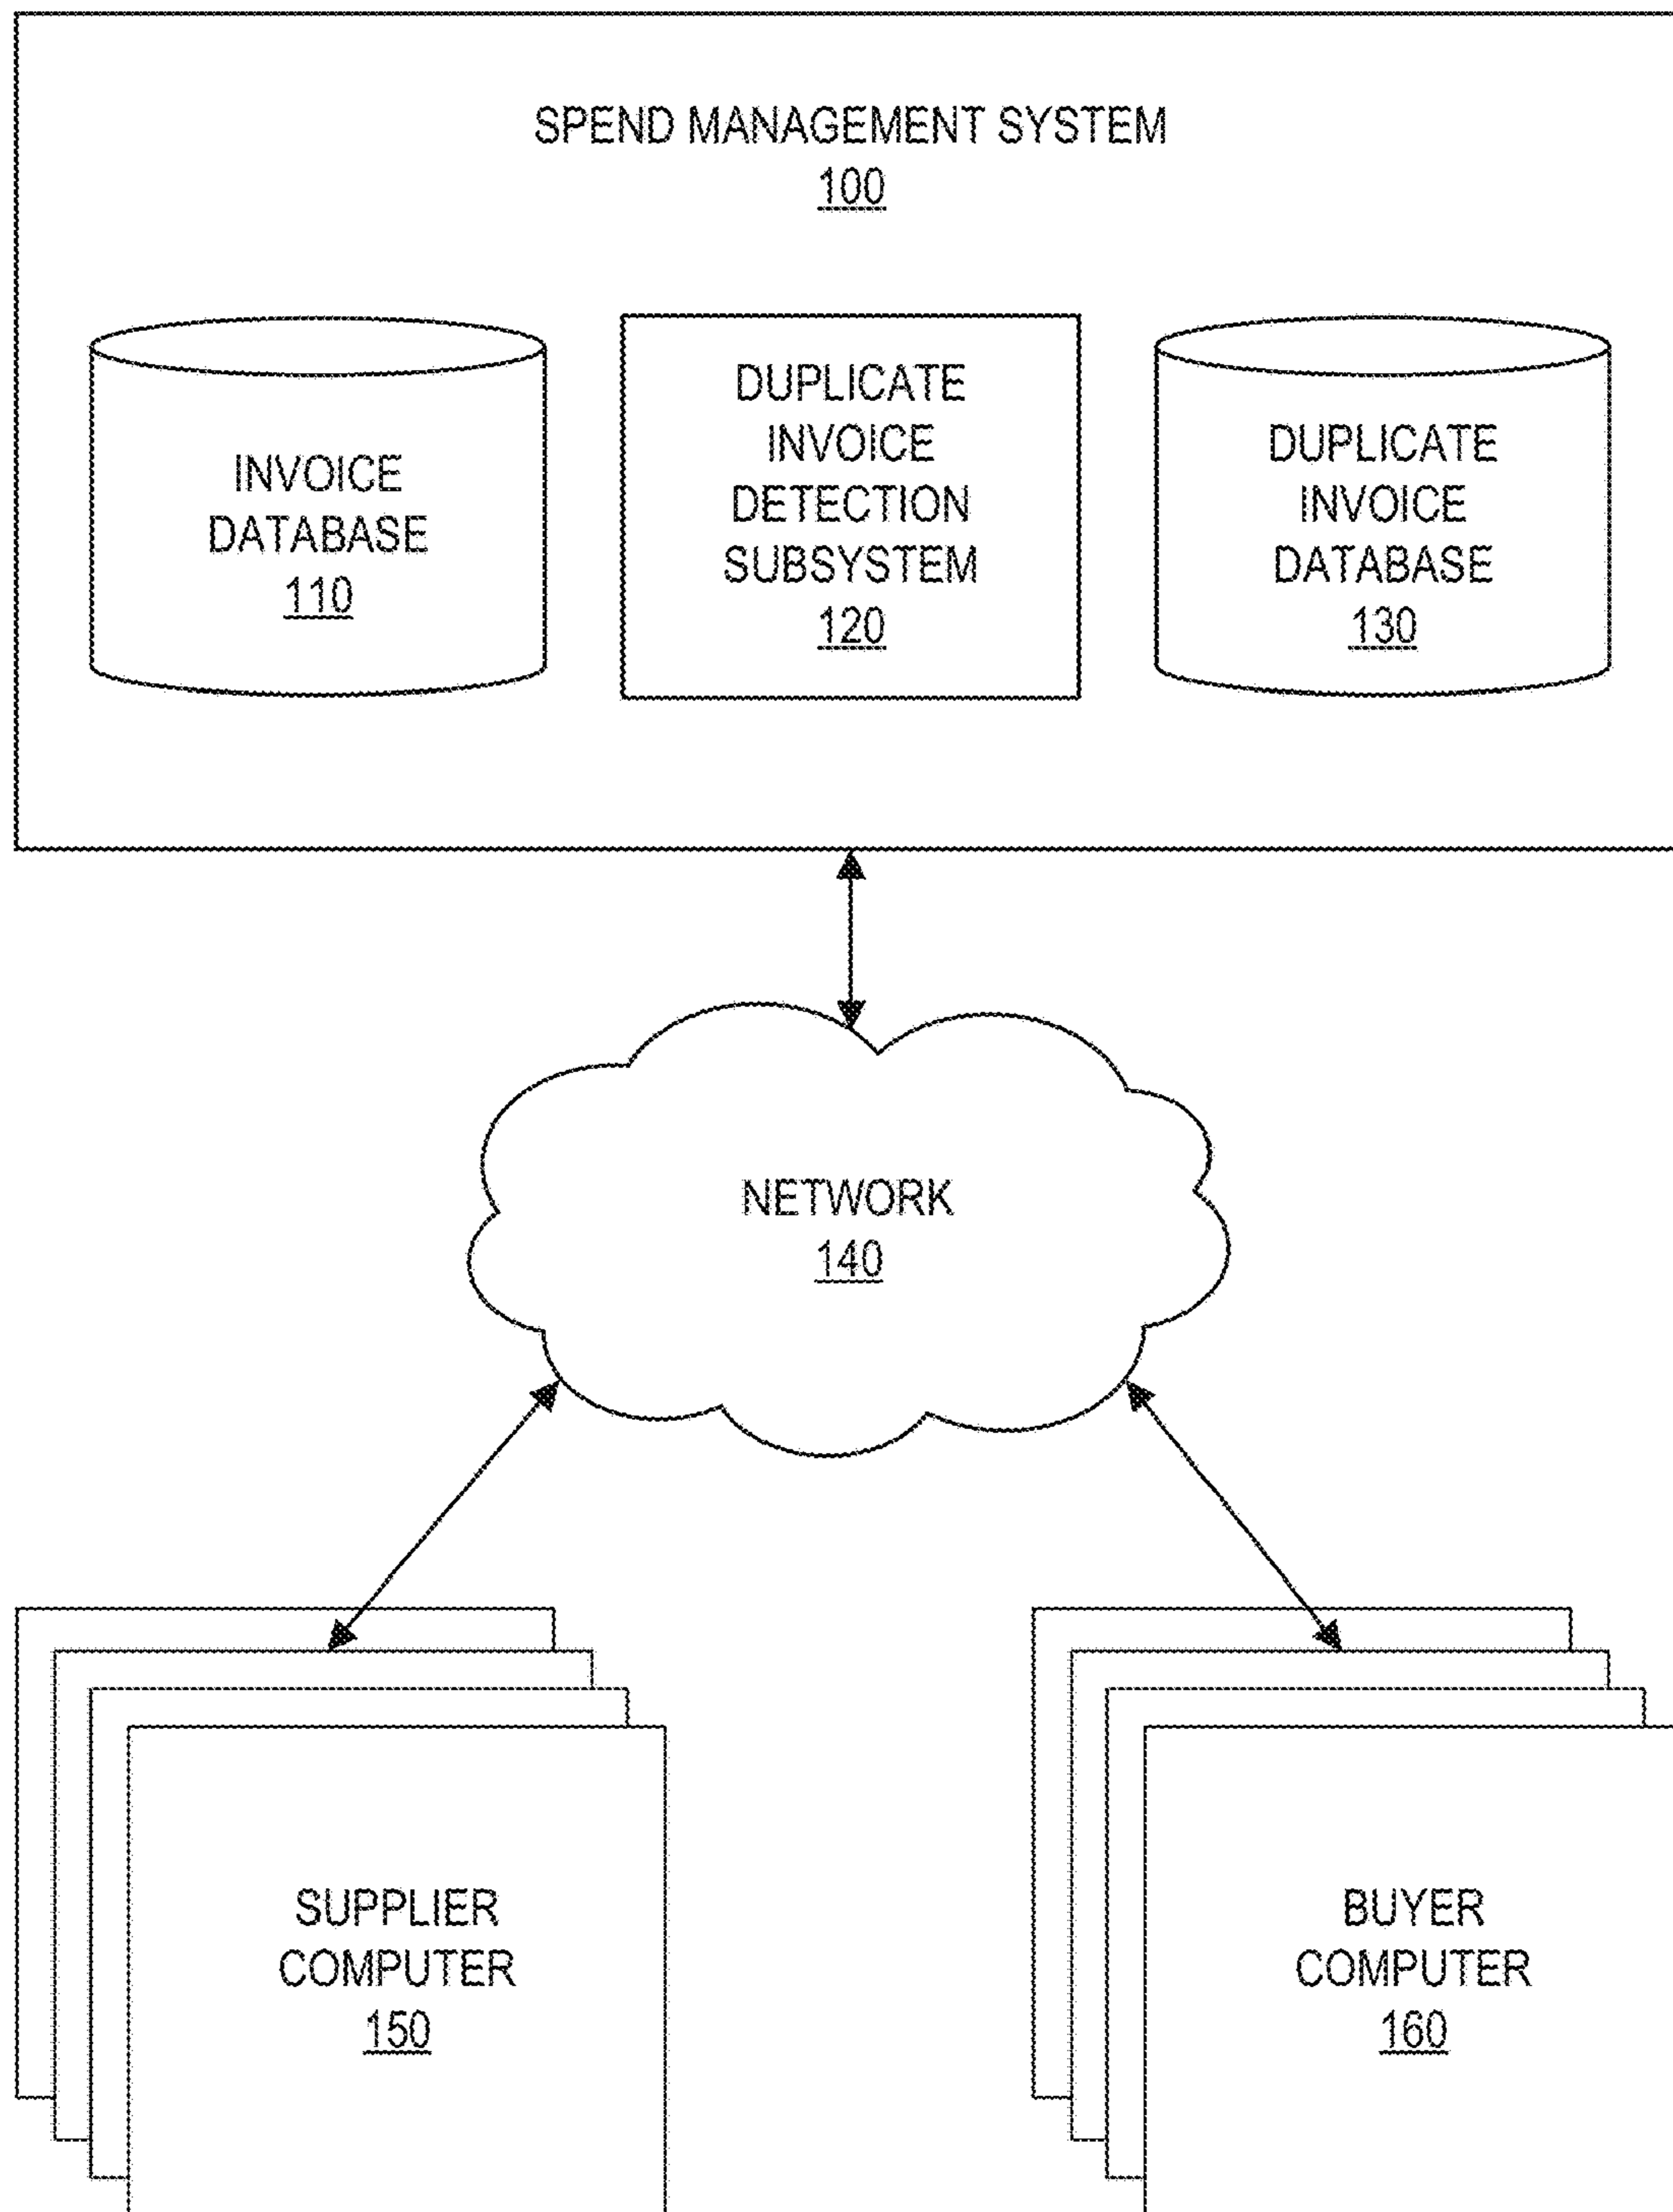 SPEND MANAGEMENT SYSTEM
100
INVOICE
DATABASE
110
DUPLICATE
INVOICE
DETECTION
SUBSYSTEM
120
DUPLICATE
INVOICE
DATABASE
130
NETWORK
140
SUPPLIER
COMPUTER
150
BUYER
COMPUTER
160